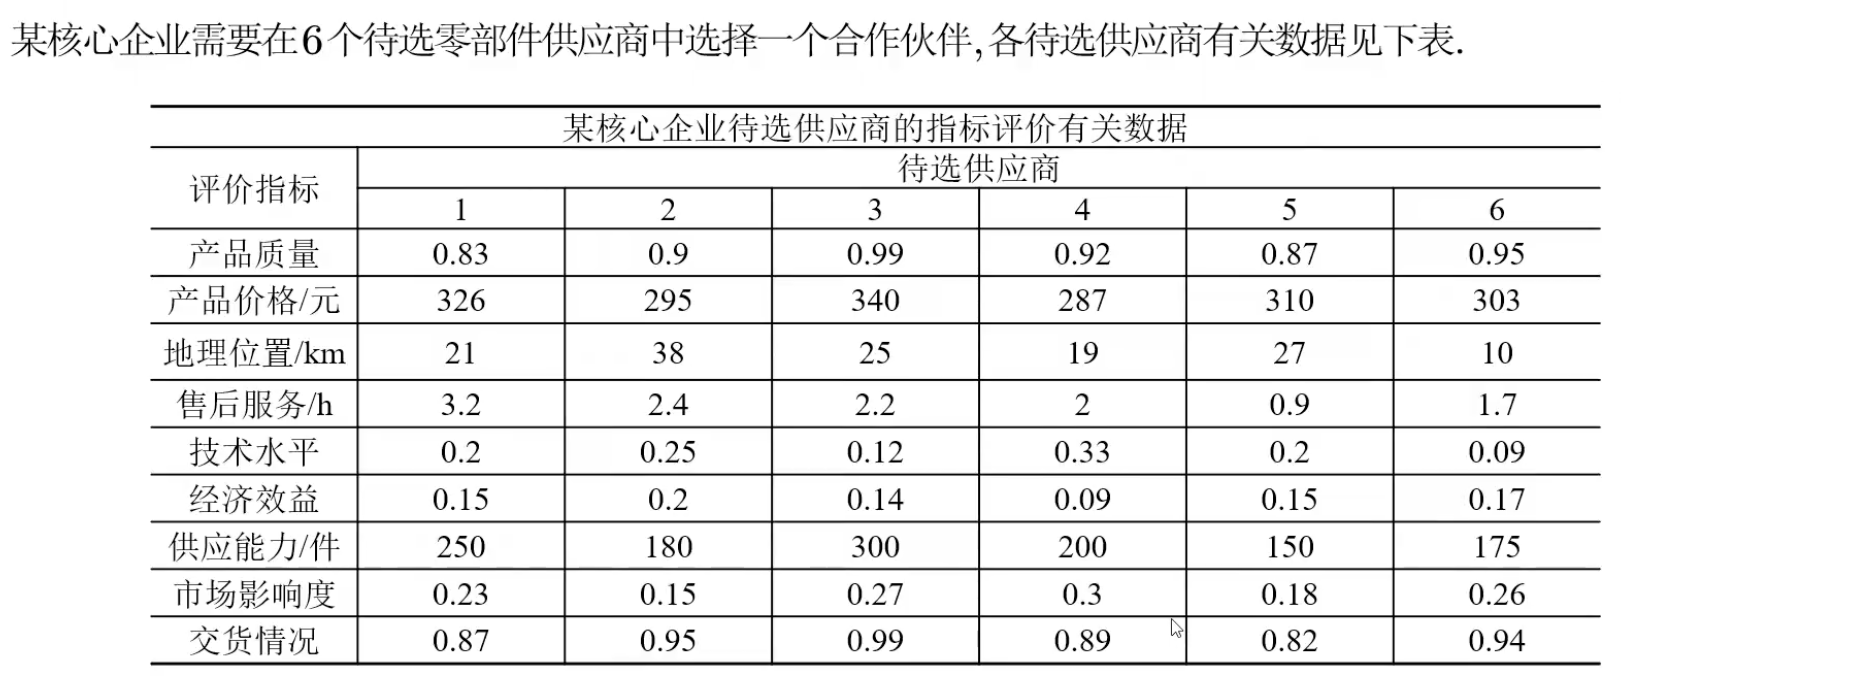 某核心企业需要在6个待选零部件供应商中选择一个合作伙伴,各待选供应商有关数据见下表.
某核心企业待选供应商的指标评价有关数据
评价指标 待选供应商
1 2 3 4 5 6
产品质量 0.83 0.9 0.99 0.92 0.87 0.95
产品价格/元 326 295 340 287 310 303
地理位置/km 21 38 25 19 27 10
售后服务/h 3.2 2.4 2.2 2 0.9 1.7
技术水平 0.2 0.25 0.12 0.33 0.2 0.09
经济效益 0.15 0.2 0.14 0.09 0.15 0.17
供应能力/件 250 180 300 200 150 175
市场影响度 0.23 0.15 0.27 0.3 0.18 0.26
交货情况 0.87 0.95 0.99 0.89 0.82 0.94